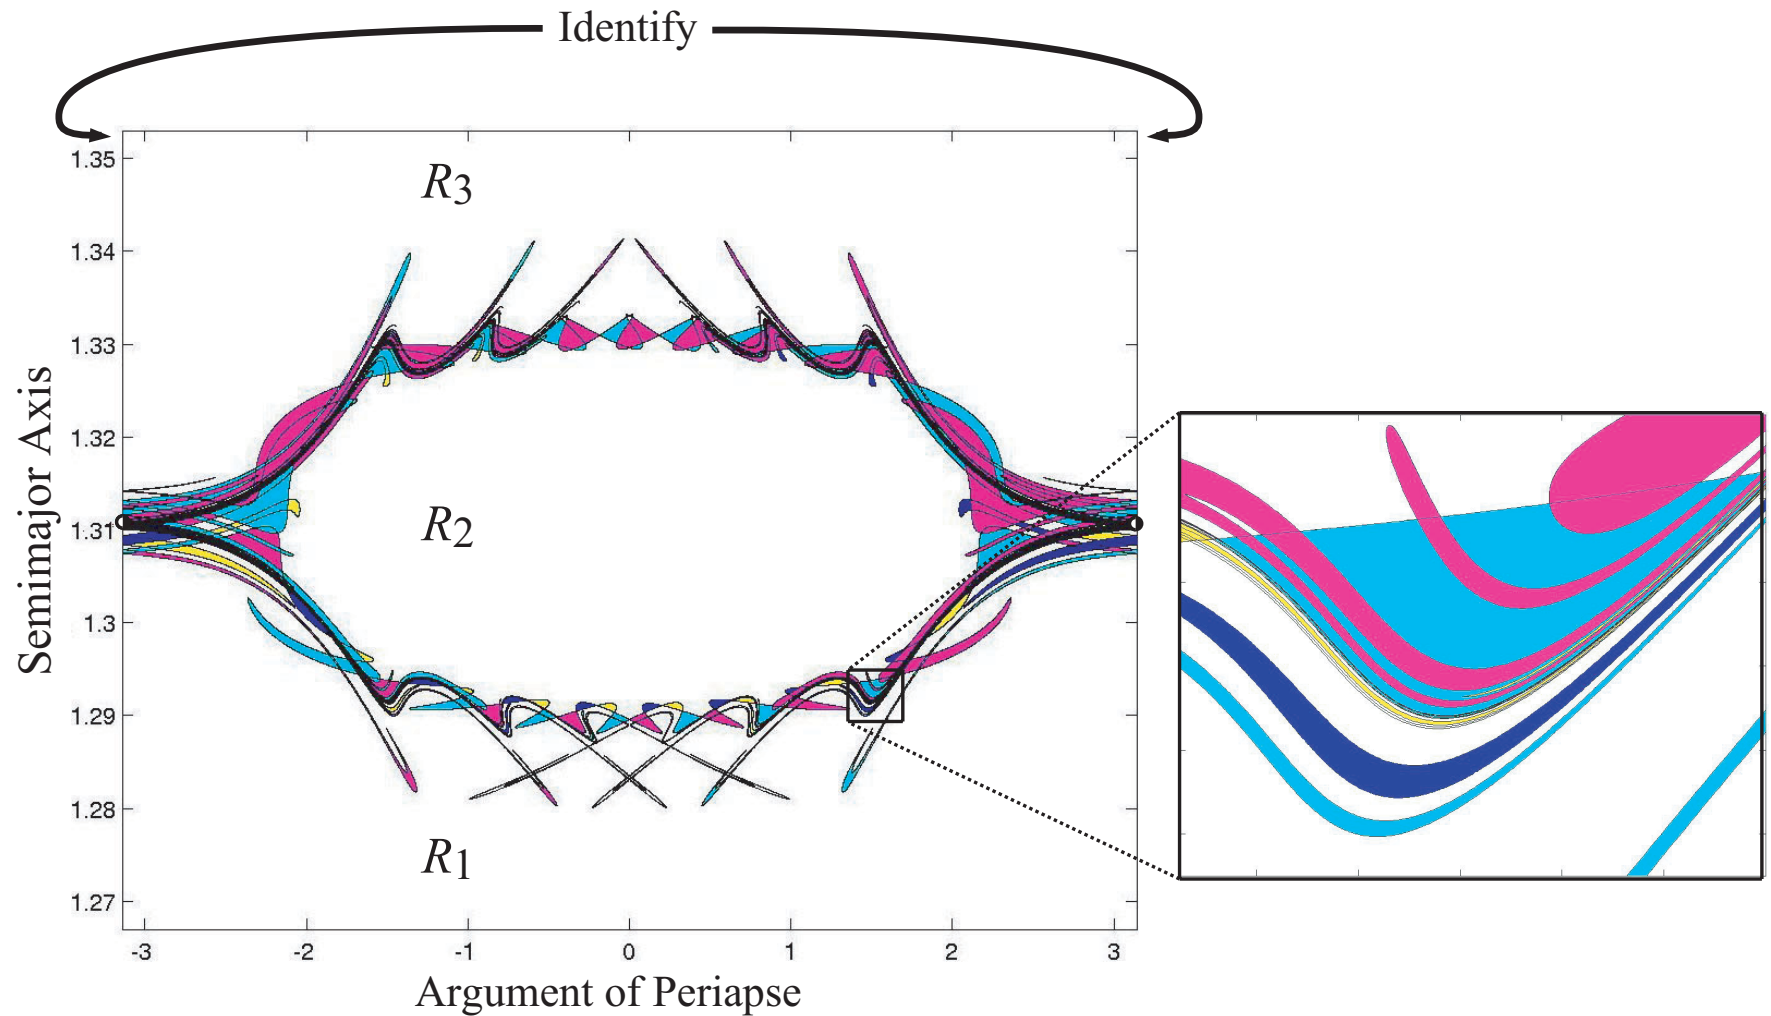 Identify
R3
R2
R1
1.35
1.34
1.33
1.32
1.31
1.3
1.29
1.28
1.27
Semimajor Axis
-3 -2 -1 0 1 2 3
Argument of Periapse